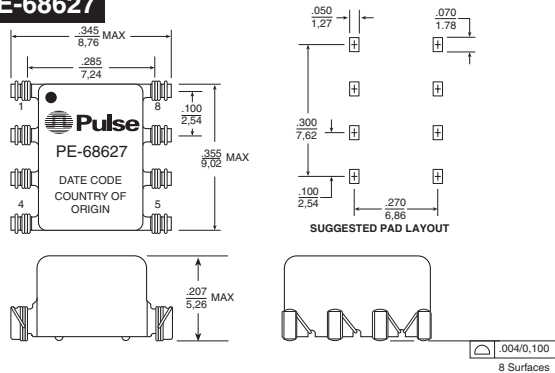 E-68627
.345
8,76 MAX
.285
7,24
1
8
Pulse
PE-68627
DATE CODE
COUNTRY OF
ORIGIN
4
5
.100
2,54
.355
9,02 MAX
.207
5,26 MAX
.050
1,27
.070
1.78
.300
7,62
.100
2,54
.270
6,86
SUGGESTED PAD LAYOUT
.004/0,100
8 Surfaces